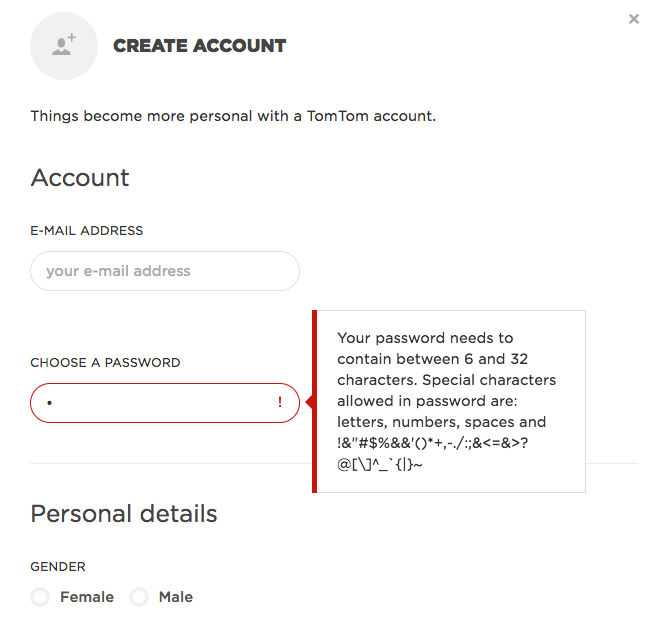 CREATE ACCOUNT
Things become more personal with a TomTom account.
Account
E-MAIL ADDRESS
your e-mail address
CHOOSE A PASSWORD
•
!
Your password needs to
contain between 6 and 32
characters. Special characters
allowed in password are:
letters, numbers, spaces and
!&"#$%&&'()*+,-./:;&<=&>?
@[\]^_`{|}~
Personal details
GENDER
Female
Male